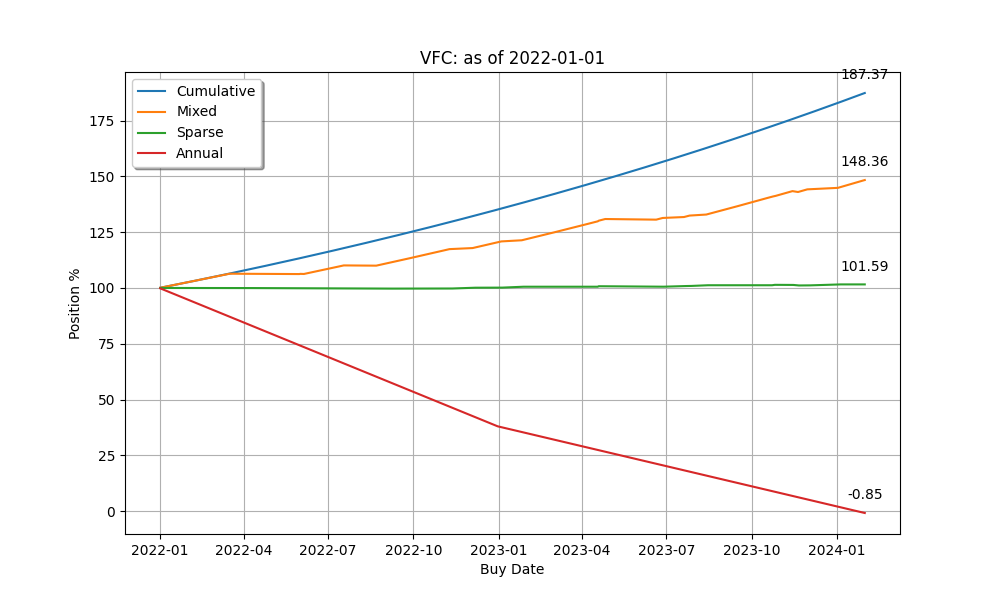 VFC: as of 2022-01-01
187.37
Cumulative
Mixed
Sparse
Annual
148.36
101.59
-0.85
Position %
175
150
125
100
75
50
25
0
2022-01 2022-04 2022-07 2022-10 2023-01 2023-04 2023-07 2023-10 2024-01
Buy Date